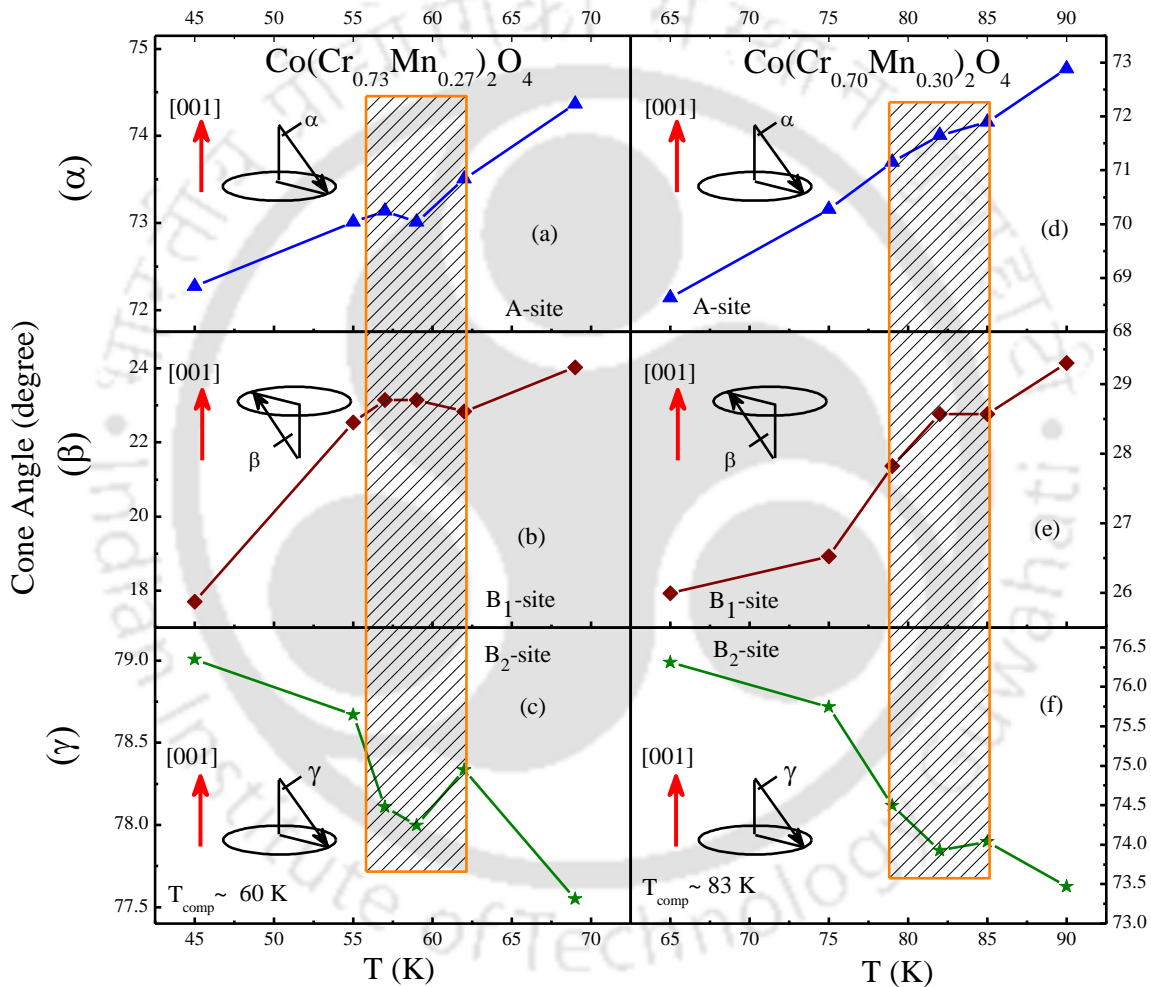 45 50 55 60 65 70 65 70 75 80 85 90
Co(Cr0.73Mn0.27)2O4
Co(Cr0.70Mn0.30)2O4
75
74
73
72
[001]
α
(a)
A-site
[001]
α
(d)
A-site
73
72
71
70
69
68
(α)
24
22
20
18
[001]
β
(b)
B1-site
[001]
β
(e)
B1-site
29
28
27
26
Cone Angle (degree)
(β)
79.0
78.5
78.0
77.5
B2-site
(c)
[001]
γ
Tcomp~ 60 K
B2-site
(f)
[001]
γ
Tcomp~ 83 K
76.5
76.0
75.5
75.0
74.5
74.0
73.5
73.0
(γ)
45 50 55 60 65 70 65 70 75 80 85 90
T (K)
T (K)
Indian Institute of Technology Guwahati